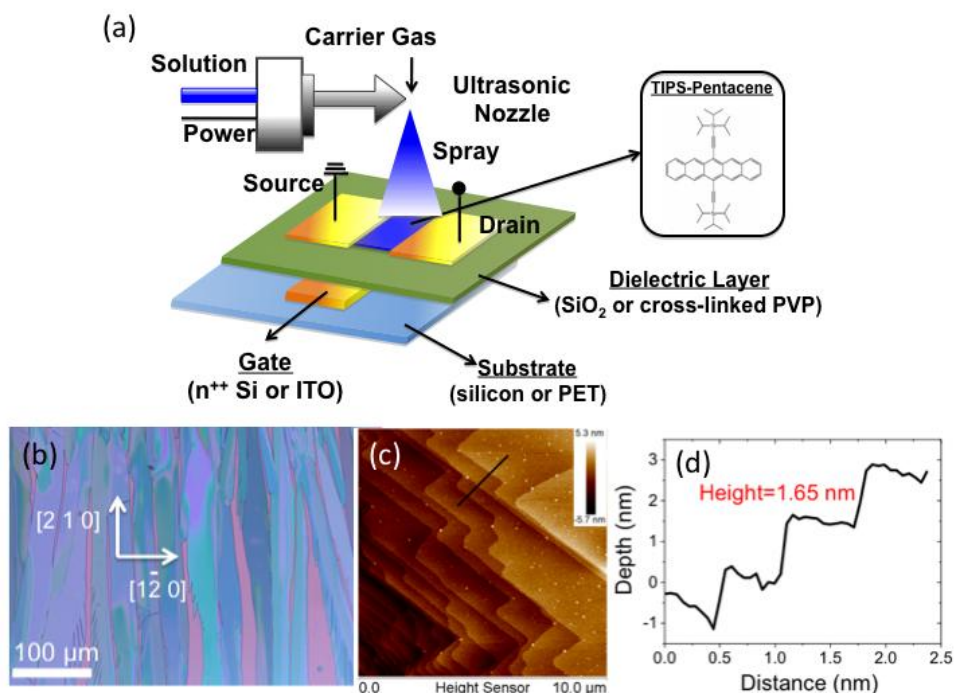 (a)
Carrier Gas
Solution
Power
Ultrasonic
Nozzle
Spray
TIPS-Pentacene
Source
Drain
Dielectric Layer
(SiO₂ or cross-linked PVP)
Gate
(n⁺⁺ Si or ITO)
Substrate
(silicon or PET)
(b)
[2 1 0]
[12̄ 0]
100 µm
(c)
5.3 nm
-5.7 nm
0.0
Height Sensor
10.0 µm
(d)
Height=1.65 nm
Depth (nm)
3
2
1
0
-1
0.0 0.5 1.0 1.5 2.0 2.5
Distance (nm)